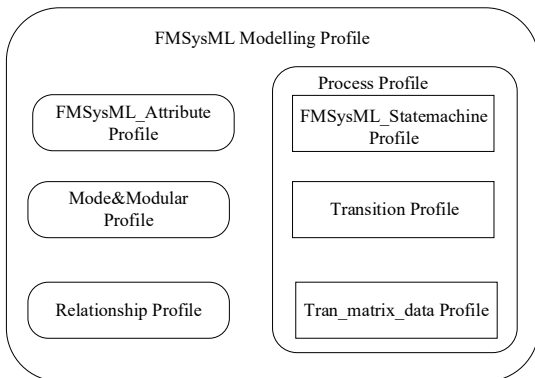 FMSysML Modelling Profile
FMSysML_Attribute
Profile
Mode&Modular
Profile
Relationship Profile
Process Profile
FMSysML_Statemachine
Profile
Transition Profile
Tran_matrix_data Profile